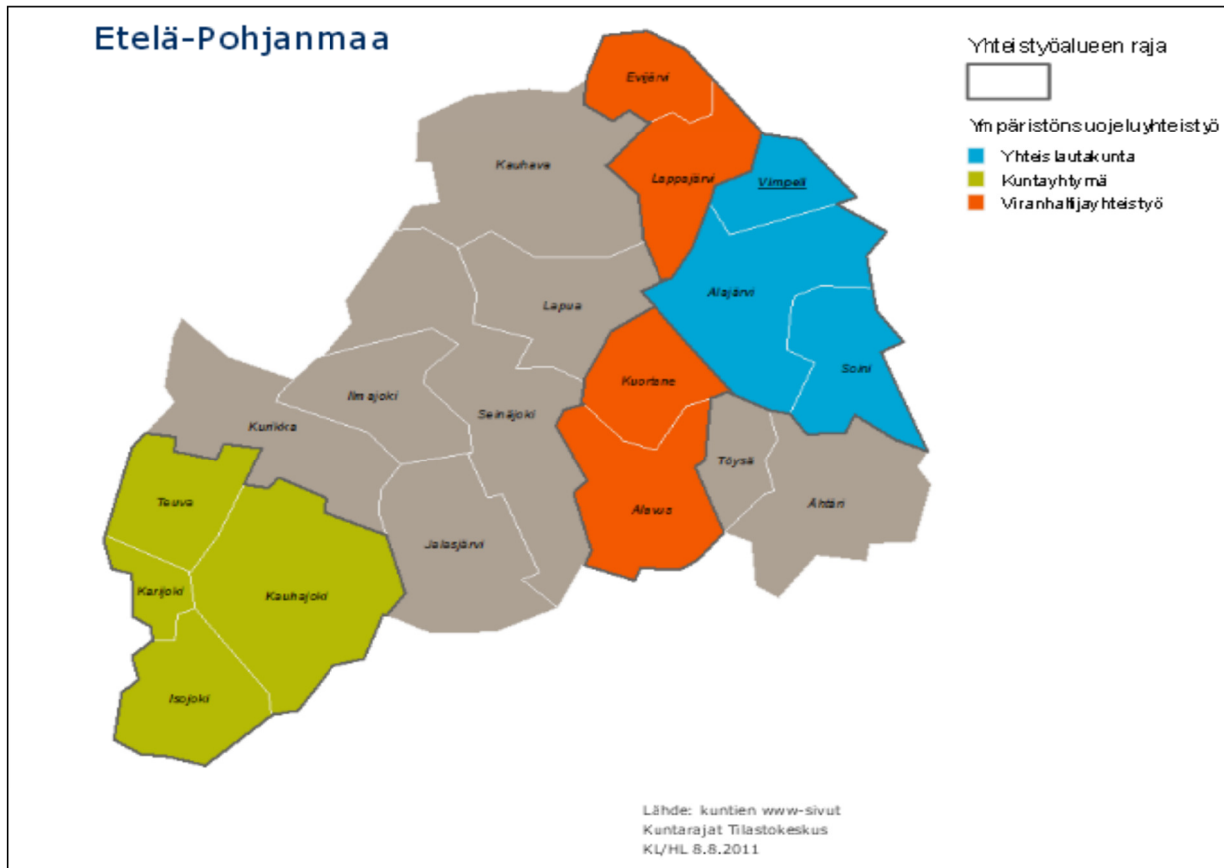 Etelä-Pohjanmaa
Yhteistyöalueen raja
Ympäristönsuojeluyhteistyö
Yhteislautakunta
Kuntayhtymä
Viranhaltijayhteistyö
Evijärvi
Kauhava
Lappajärvi
Vimpeli
Lapua
Alajärvi
Soini
Kuortane
Ilmajoki
Seinäjoki
Kurikka
Töysä
Teuva
Alavus
Ähtäri
Jalasjärvi
Karijoki
Kauhajoki
Isojoki
Lähde: kuntien www-sivut
Kuntarajat Tilastokeskus
KL/HL 8.8.2011